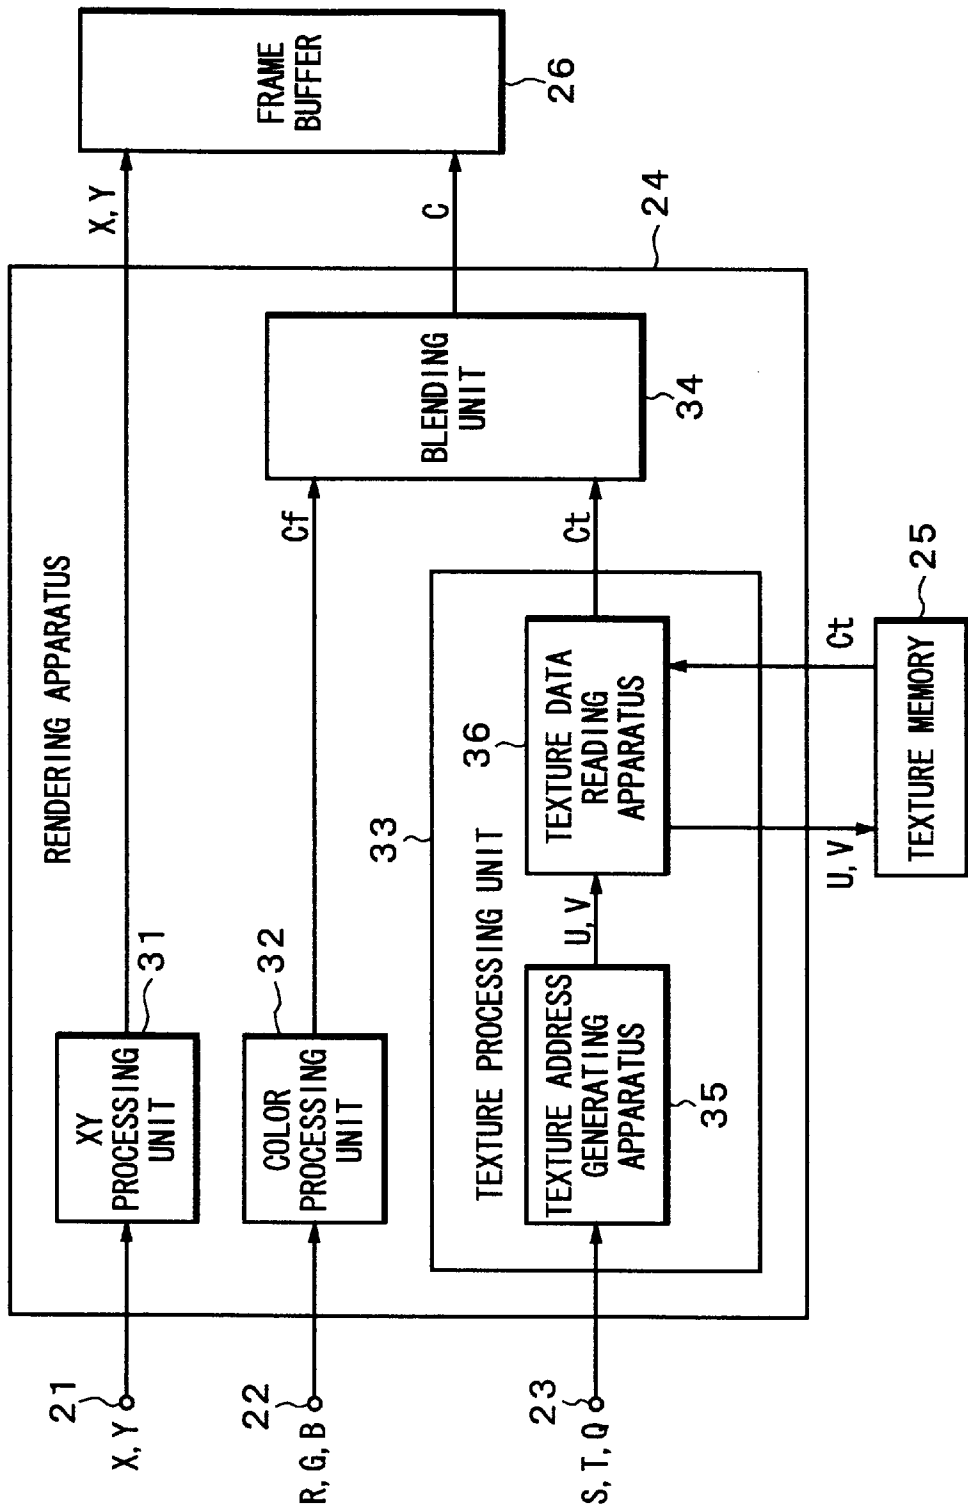 RENDERING APPARATUS
X, Y
21
XY
PROCESSING
UNIT
31
X, Y
FRAME
BUFFER
26
R, G, B
22
COLOR
PROCESSING
UNIT
32
Cf
BLENDING
UNIT
34
C
24
33
TEXTURE PROCESSING UNIT
S, T, Q
23
TEXTURE ADDRESS
GENERATING
APPARATUS
35
U, V
36
TEXTURE DATA
READING
APPARATUS
Ct
U, V
Ct
TEXTURE MEMORY
25